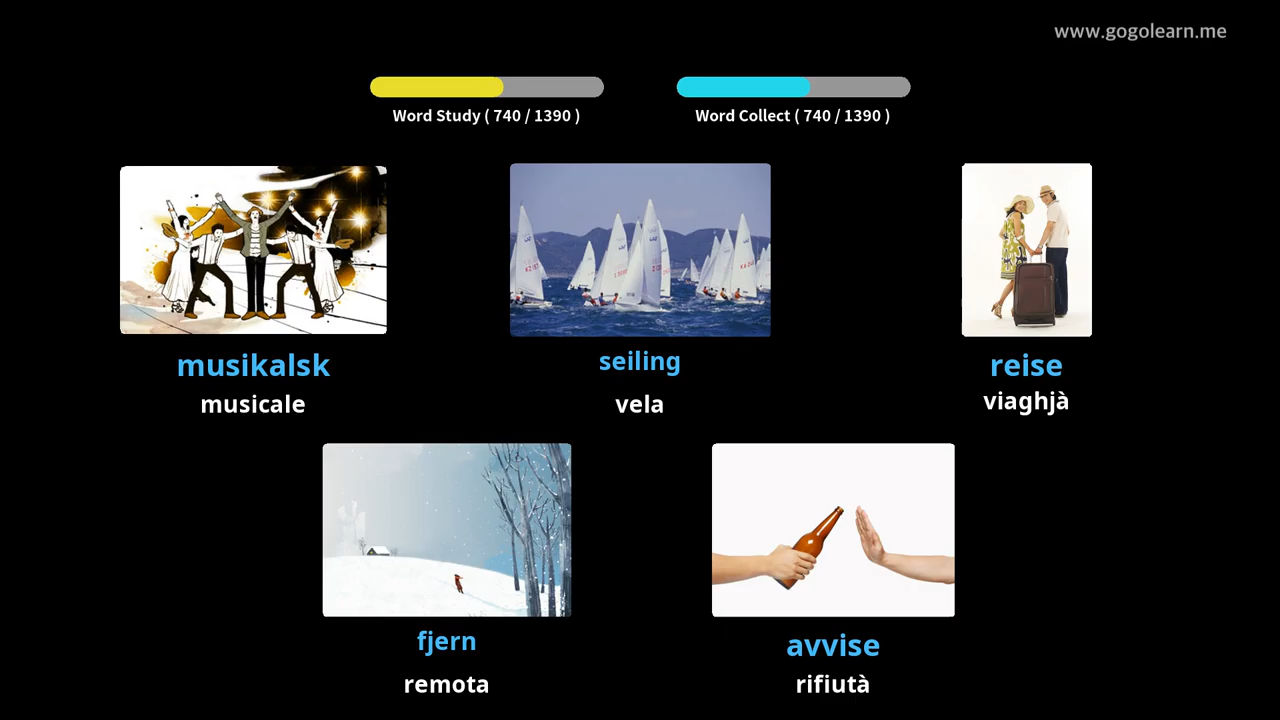 www.gogolearn.me
Word Study ( 740 / 1390 )
Word Collect ( 740 / 1390 )
musikalsk
musicale
seiling
vela
reise
viaghjà
fjern
remota
avvise
rifiutà